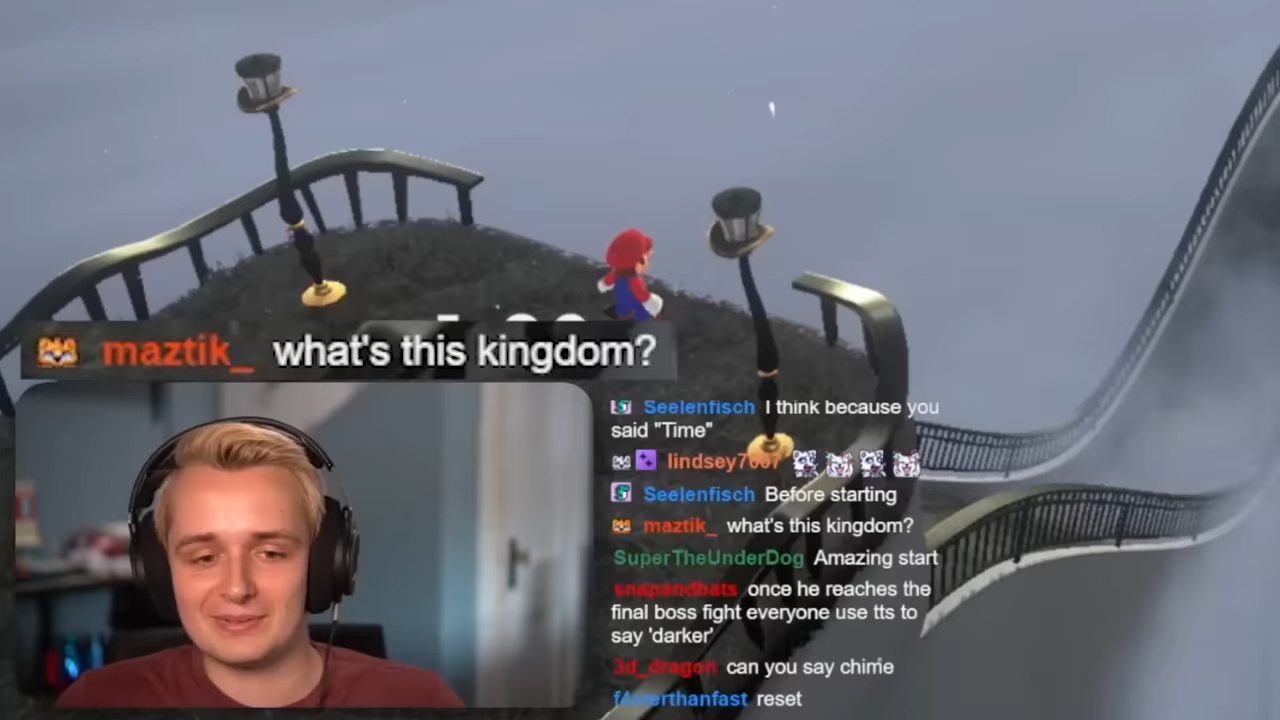 maztik_ what's this kingdom?
Seelenfisch I think because you
said "Time"
Seelenfisch Before starting
maztik_ what's this kingdom?
SuperTheUnderDog Amazing start
snapandbats once he reaches the
final boss fight everyone use tts to
say 'darker'
3d_dragon can you say chime
reset